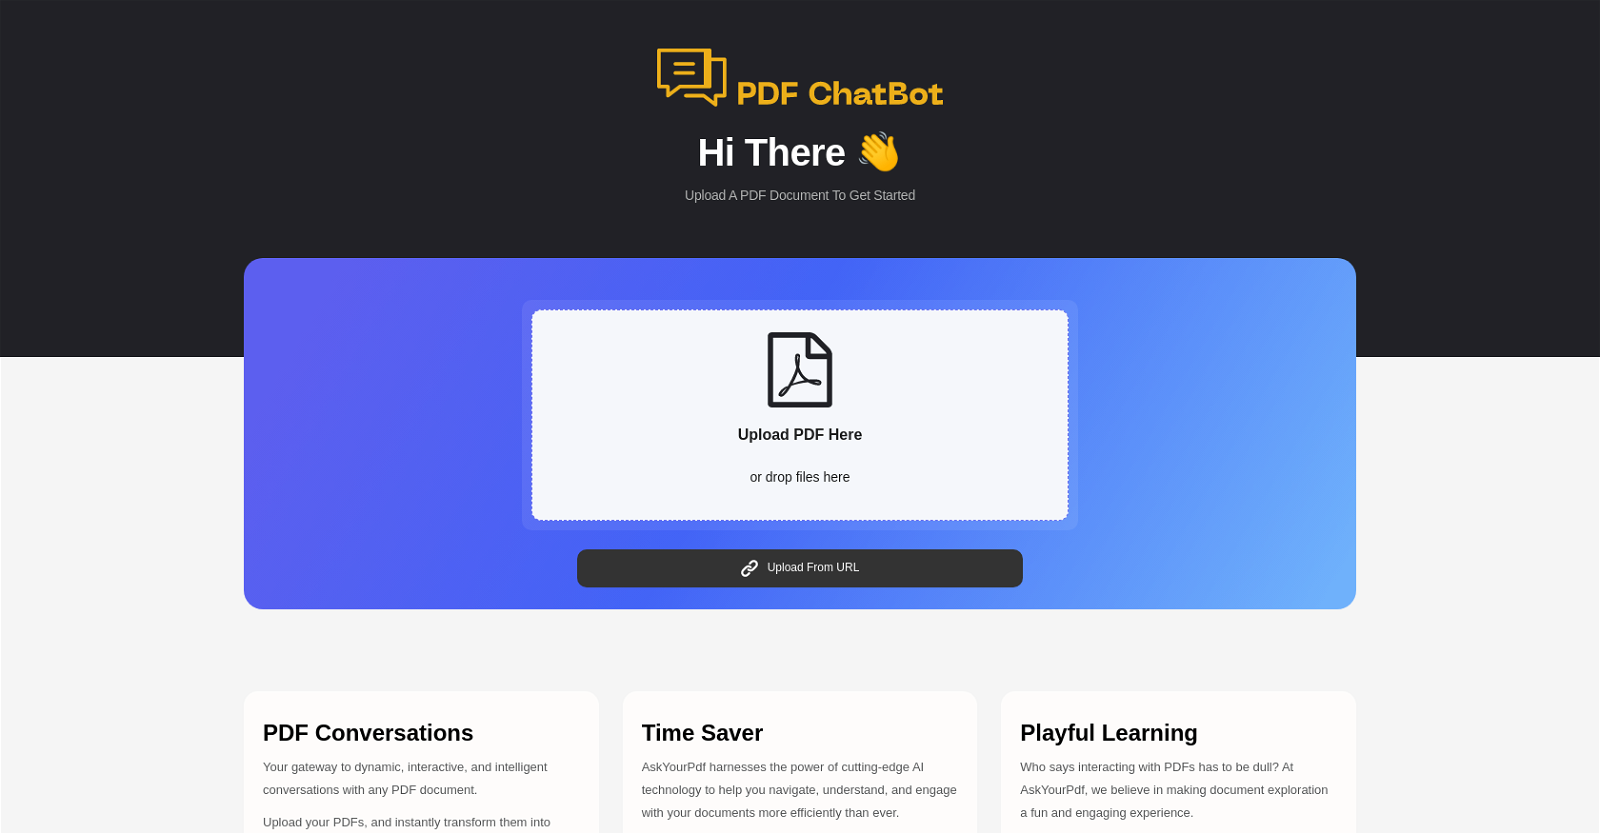 PDF ChatBot
Hi There 👋
Upload A PDF Document To Get Started
Upload PDF Here
or drop files here
Upload From URL
PDF Conversations
Your gateway to dynamic, interactive, and intelligent
conversations with any PDF document.
Upload your PDFs, and instantly transform them into
Time Saver
AskYourPdf harnesses the power of cutting-edge AI
technology to help you navigate, understand, and engage
with your documents more efficiently than ever.
Playful Learning
Who says interacting with PDFs has to be dull? At
AskYourPdf, we believe in making document exploration
a fun and engaging experience.